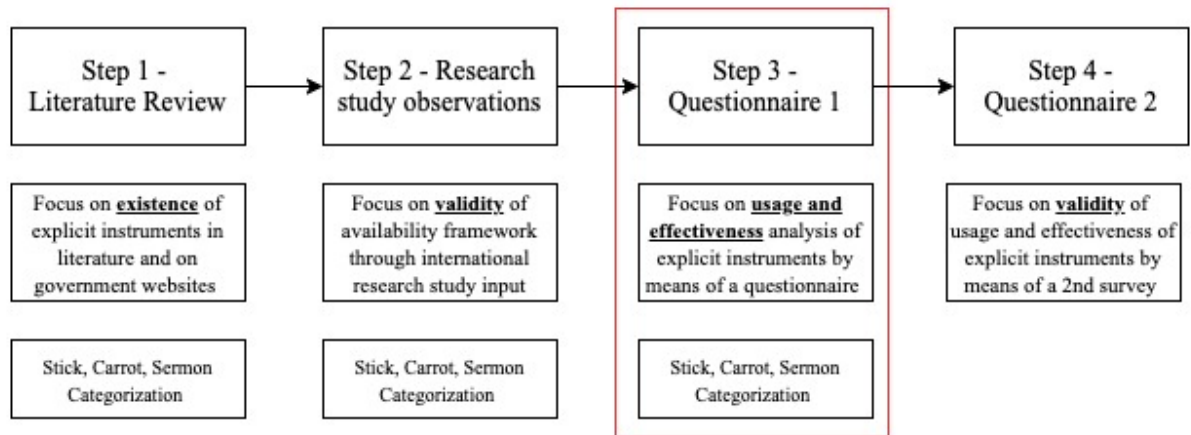 Step 1 -
Literature Review
Step 2 - Research
study observations
Step 3 -
Questionnaire 1
Step 4 -
Questionnaire 2
Focus on existence of
explicit instruments in
literature and on
government websites
Focus on validity of
availability framework
through international
research study input
Focus on usage and
effectiveness analysis of
explicit instruments by
means of a questionnaire
Focus on validity of
usage and effectiveness of
explicit instruments by
means of a 2nd survey
Stick, Carrot, Sermon
Categorization
Stick, Carrot, Sermon
Categorization
Stick, Carrot, Sermon
Categorization